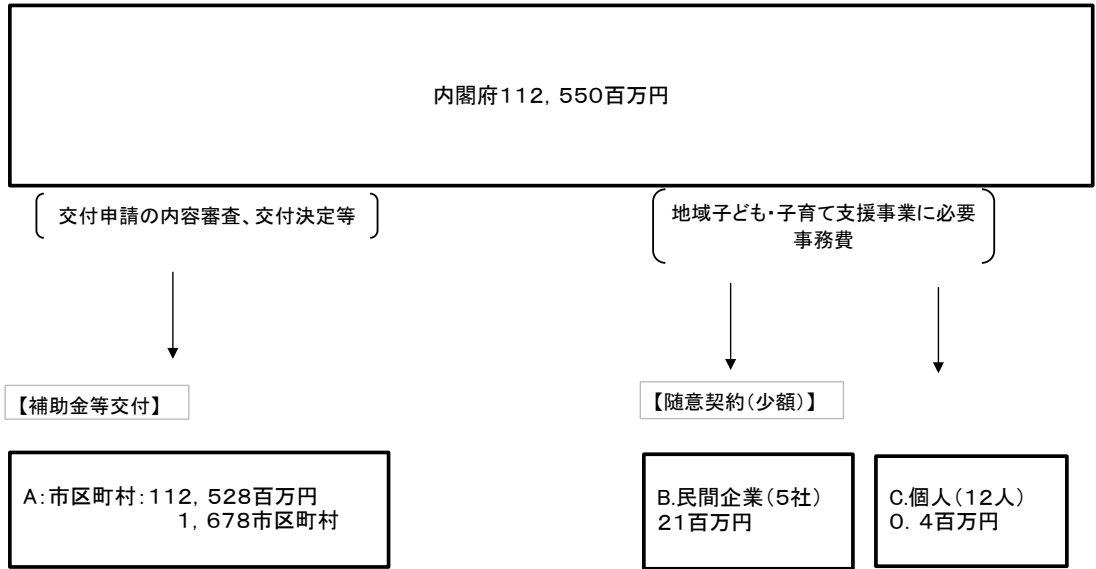 内閣府112,550百万円
交付申請の内容審査、交付決定等
地域子ども・子育て支援事業に必要
事務費
【補助金等交付】
【随意契約(少額)】
A:市区町村:112,528百万円
1,678市区町村
B.民間企業(5社)
21百万円
C.個人(12人)
0.4百万円